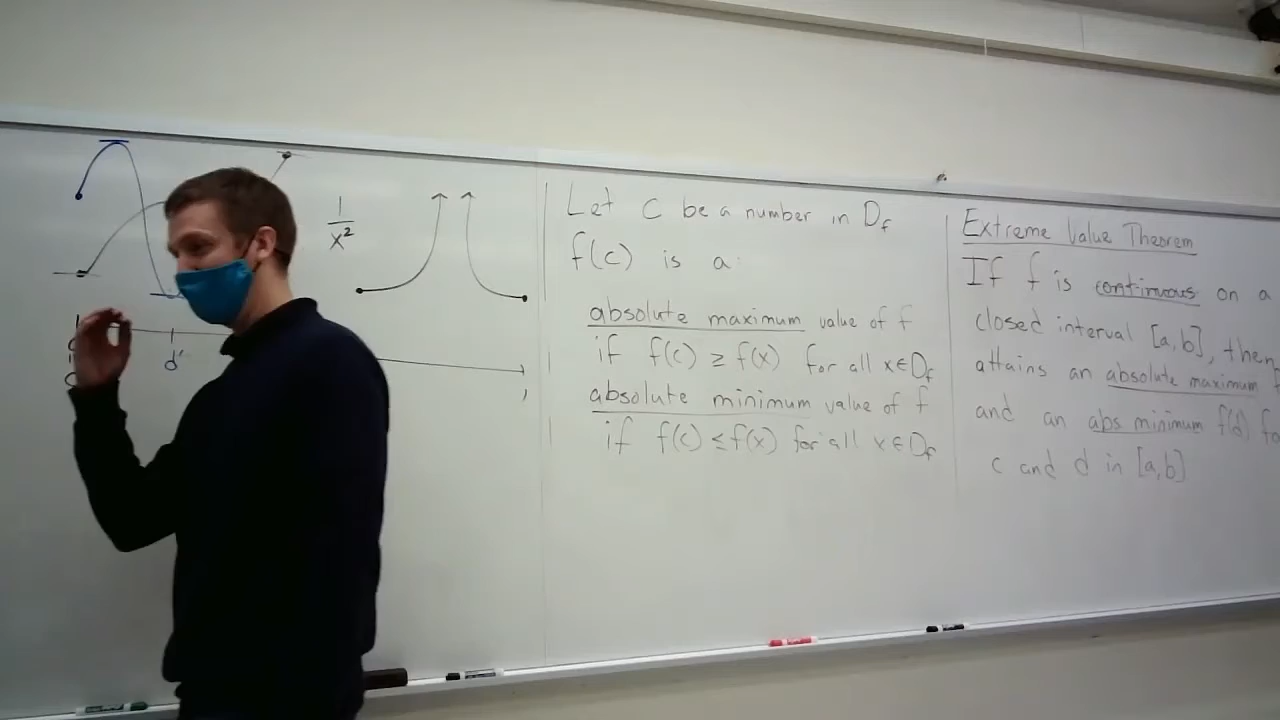 d'
1
x²
Let c be a number in D_f
f(c) is a:
absolute maximum value of f
if f(c) ≥ f(x) for all x∈D_f
absolute minimum value of f
if f(c) ≤ f(x) for all x∈D_f
Extreme Value Theorem
If f is continuous on a
closed interval [a,b], then
attains an absolute maximum
and an abs minimum f(d) fo
c and d in [a,b]